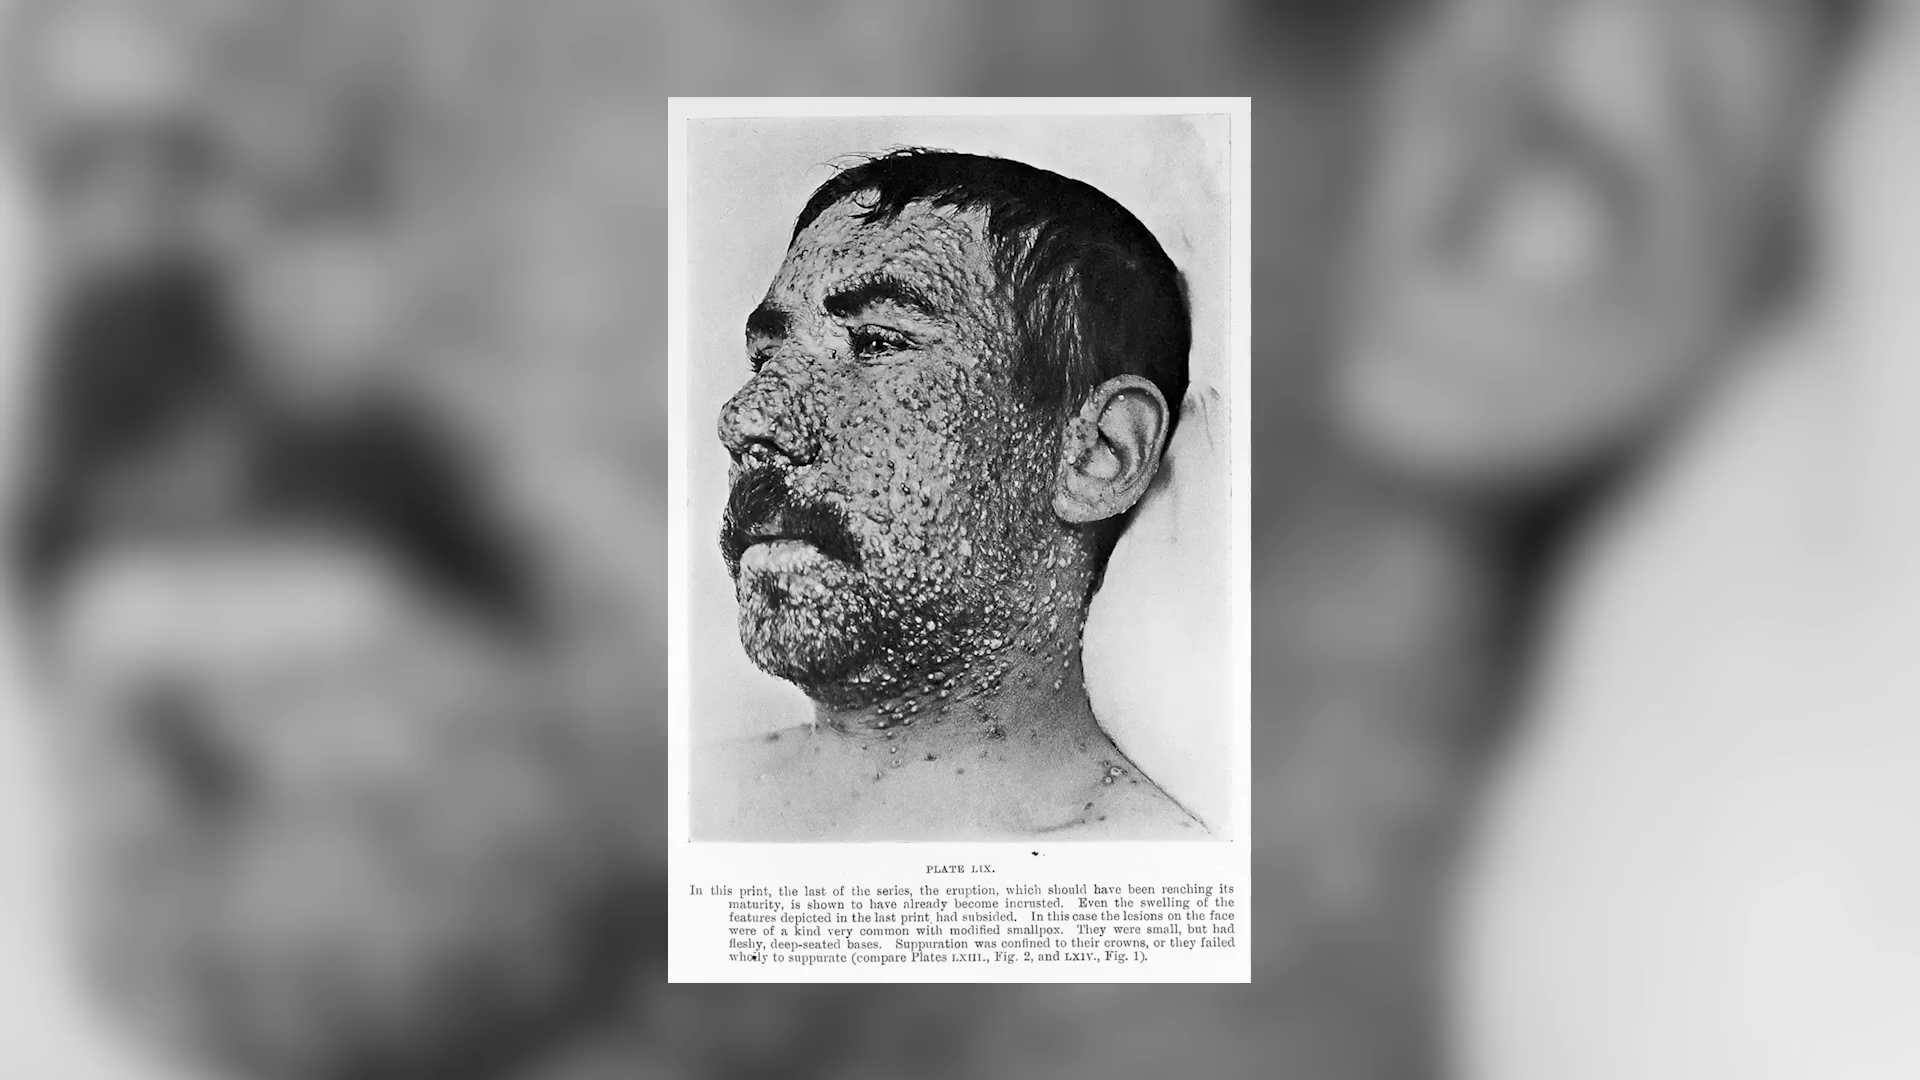 PLATE LIX.
In this print, the last of the series, the eruption, which should have been reaching its
maturity, is shown to have already become incrusted. Even the swelling of the
features depicted in the last print had subsided. In this case the lesions on the face
were of a kind very common with modified smallpox. They were small, but had
fleshy, deep-seated bases. Suppuration was confined to their crowns, or they failed
wholly to suppurate (compare Plates LXIII., Fig. 2, and LXIV., Fig. 1).